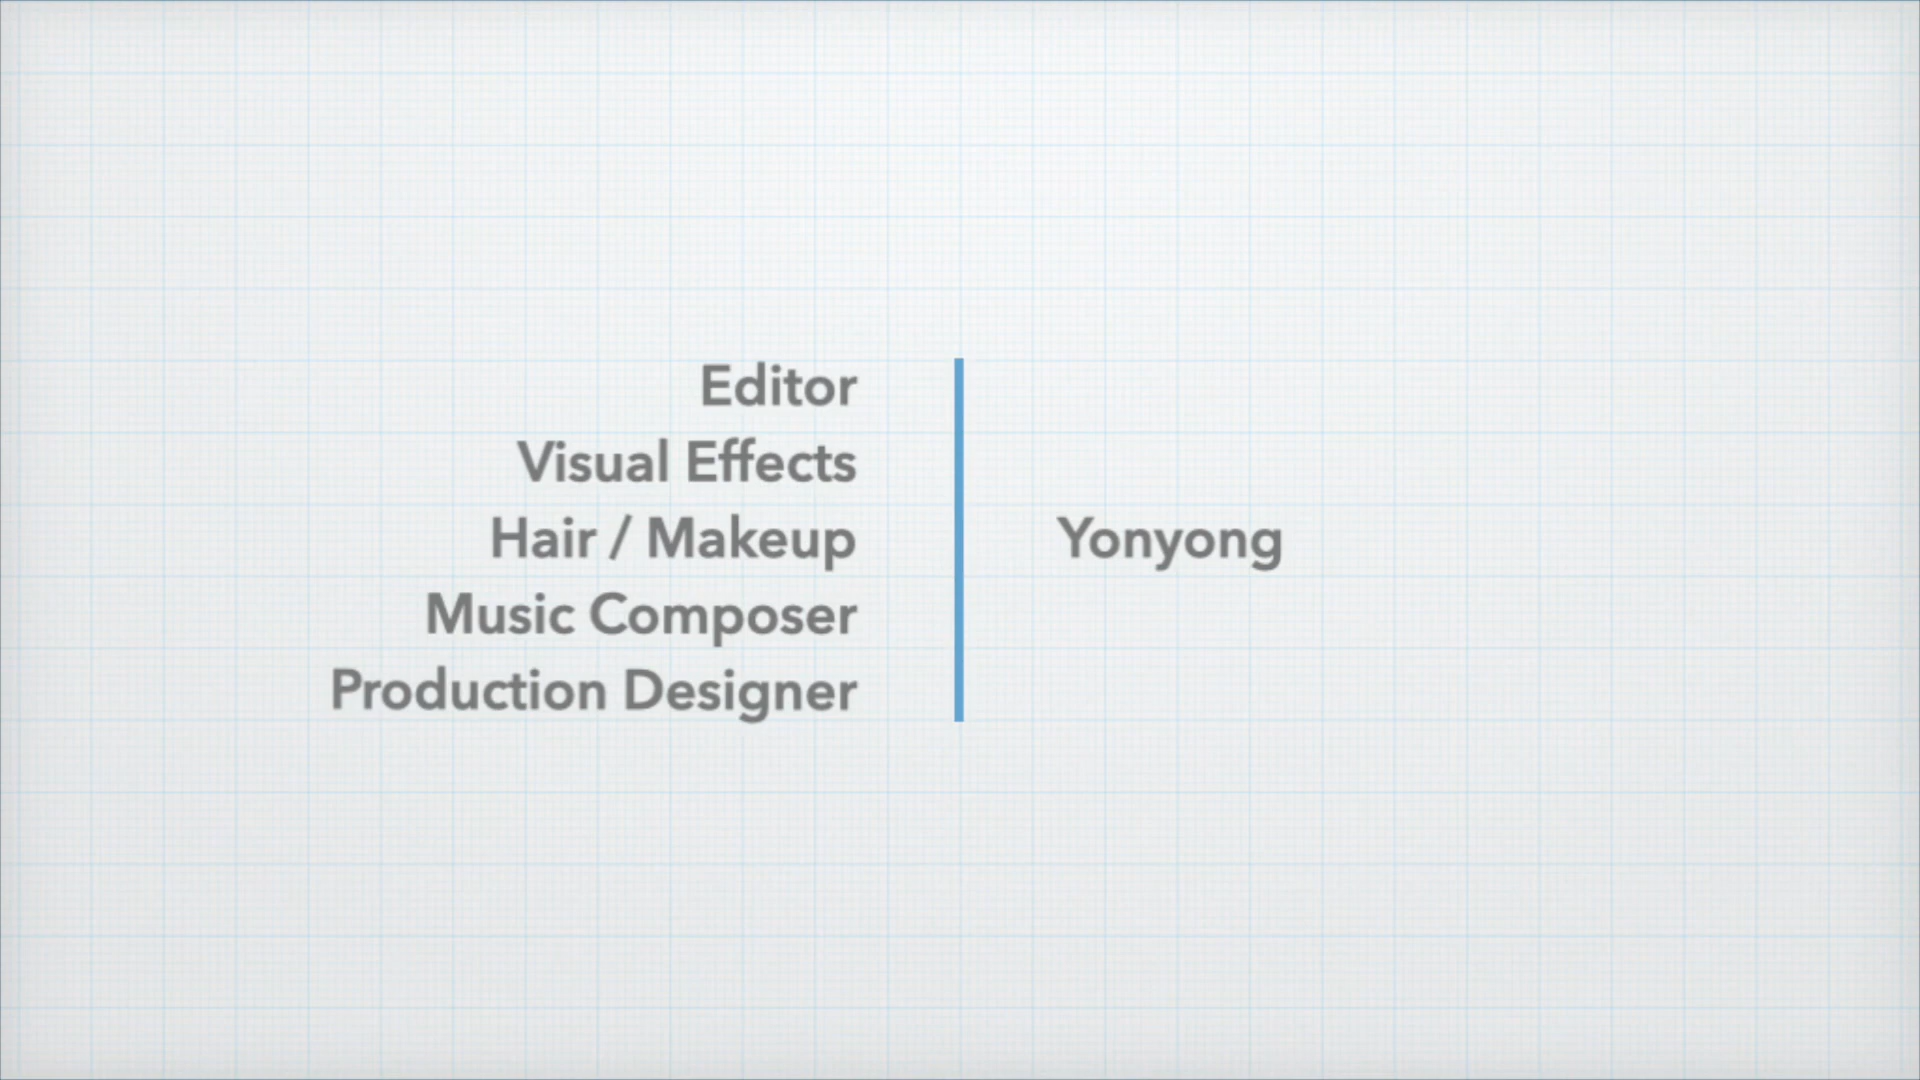 Editor
Visual Effects
Hair / Makeup
Music Composer
Production Designer
Yonyong